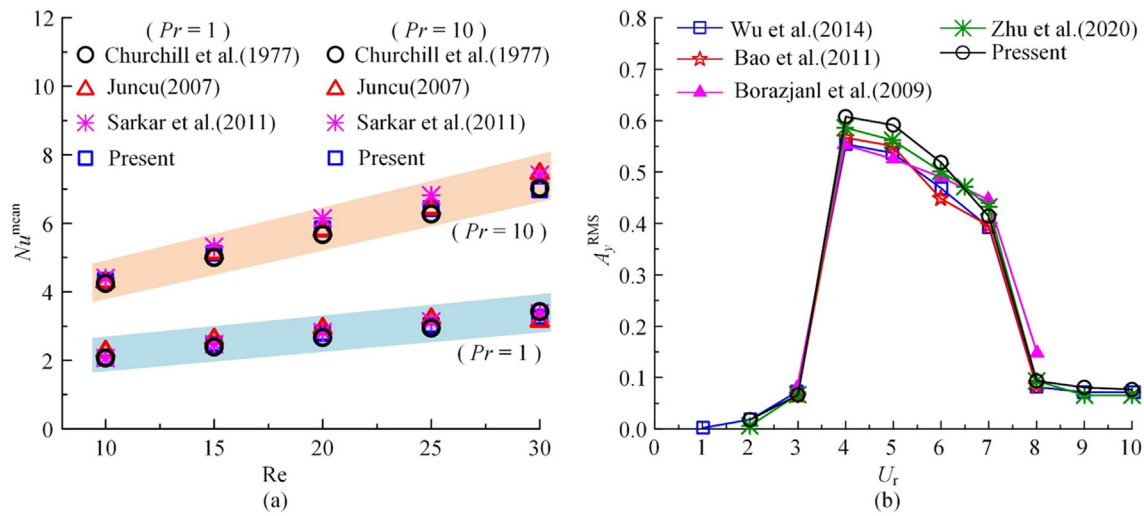 12
10
8
6
4
2
0
Nu^mean
( Pr = 1 )
( Pr = 10 )
Churchill et al.(1977)
Churchill et al.(1977)
Juncu(2007)
Juncu(2007)
Sarkar et al.(2011)
Sarkar et al.(2011)
Present
Present
( Pr = 10 )
( Pr = 1 )
10 15 20 25 30
Re
(a)
0.8
0.7
0.6
0.5
0.4
0.3
0.2
0.1
0.0
A_y^RMS
Wu et al.(2014)
Zhu et al.(2020)
Bao et al.(2011)
Pressent
Borazjanl et al.(2009)
0 1 2 3 4 5 6 7 8 9 10
U_r
(b)